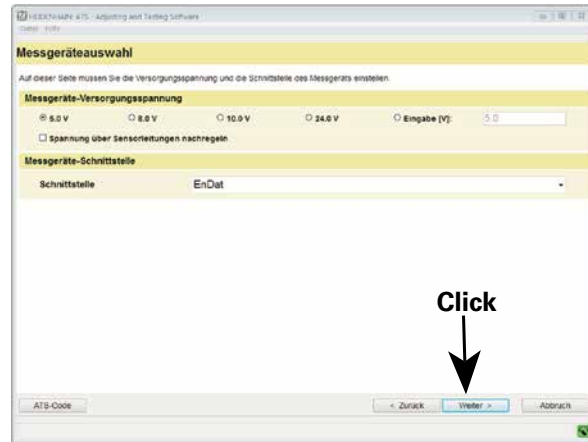 HEIDENHAIN ATS - Adjusting and Testing Software
Datei Hilfe
Messgeräteauswahl
Auf dieser Seite müssen Sie die Versorgungsspannung und die Schnittstelle des Messgeräts einstellen.
Messgeräte-Versorgungsspannung
5.0 V 8.0 V 10.0 V 24.0 V Eingabe [V]: 5.0
Spannung über Sensorleitungen nachregeln
Messgeräte-Schnittstelle
Schnittstelle EnDat
Click
ATS-Code < Zurück Weiter > Abbruch